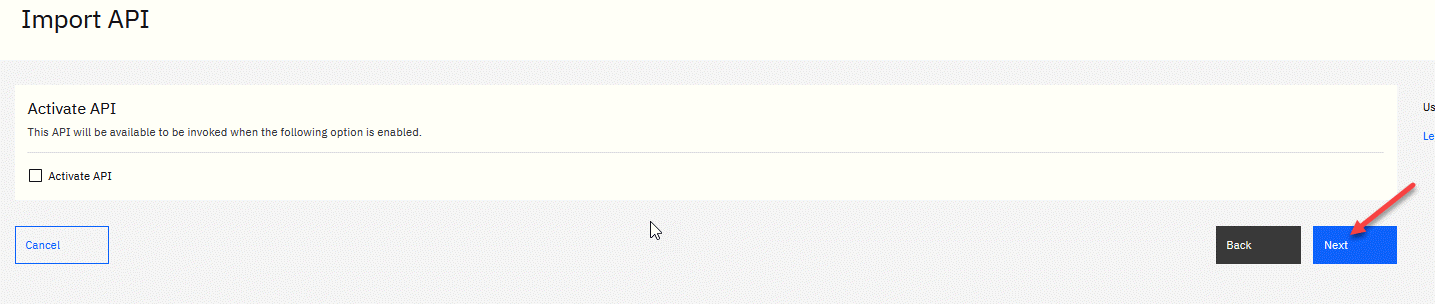 Import API
Activate API
This API will be available to be invoked when the following option is enabled.
Activate API
Us
Le
Cancel
Back
Next